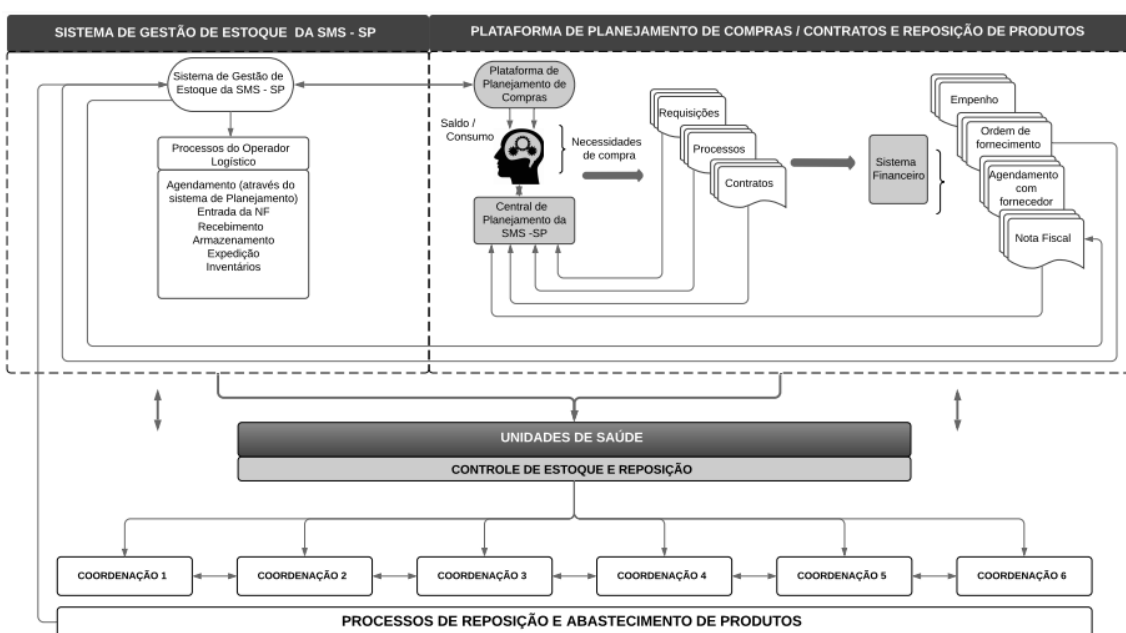 SISTEMA DE GESTÃO DE ESTOQUE DA SMS - SP
PLATAFORMA DE PLANEJAMENTO DE COMPRAS / CONTRATOS E REPOSIÇÃO DE PRODUTOS
Sistema de Gestão de
Estoque da SMS - SP
Processos do Operador
Logístico
Agendamento (através do
sistema de Planejamento)
Entrada da NF
Recebimento
Armazenamento
Expedição
Inventários
Plataforma de
Planejamento de
Compras
Saldo /
Consumo
Necessidades
de compra
Central de
Planejamento da
SMS -SP
Requisições
Processos
Contratos
Sistema
Financeiro
Empenho
Ordem de
fornecimento
Agendamento
com
fornecedor
Nota Fiscal
UNIDADES DE SAÚDE
CONTROLE DE ESTOQUE E REPOSIÇÃO
COORDENAÇÃO 1
COORDENAÇÃO 2
COORDENAÇÃO 3
COORDENAÇÃO 4
COORDENAÇÃO 5
COORDENAÇÃO 6
PROCESSOS DE REPOSIÇÃO E ABASTECIMENTO DE PRODUTOS